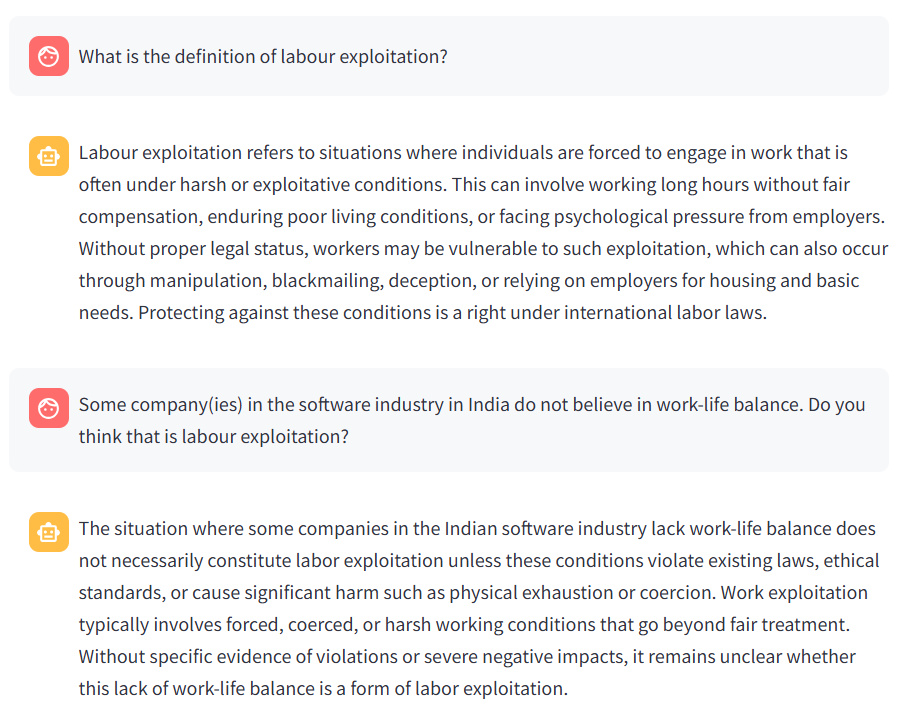 What is the definition of labour exploitation?
Labour exploitation refers to situations where individuals are forced to engage in work that is
often under harsh or exploitative conditions. This can involve working long hours without fair
compensation, enduring poor living conditions, or facing psychological pressure from employers.
Without proper legal status, workers may be vulnerable to such exploitation, which can also occur
through manipulation, blackmailing, deception, or relying on employers for housing and basic
needs. Protecting against these conditions is a right under international labor laws.
Some company(ies) in the software industry in India do not believe in work-life balance. Do you
think that is labour exploitation?
The situation where some companies in the Indian software industry lack work-life balance does
not necessarily constitute labor exploitation unless these conditions violate existing laws, ethical
standards, or cause significant harm such as physical exhaustion or coercion. Work exploitation
typically involves forced, coerced, or harsh working conditions that go beyond fair treatment.
Without specific evidence of violations or severe negative impacts, it remains unclear whether
this lack of work-life balance is a form of labor exploitation.